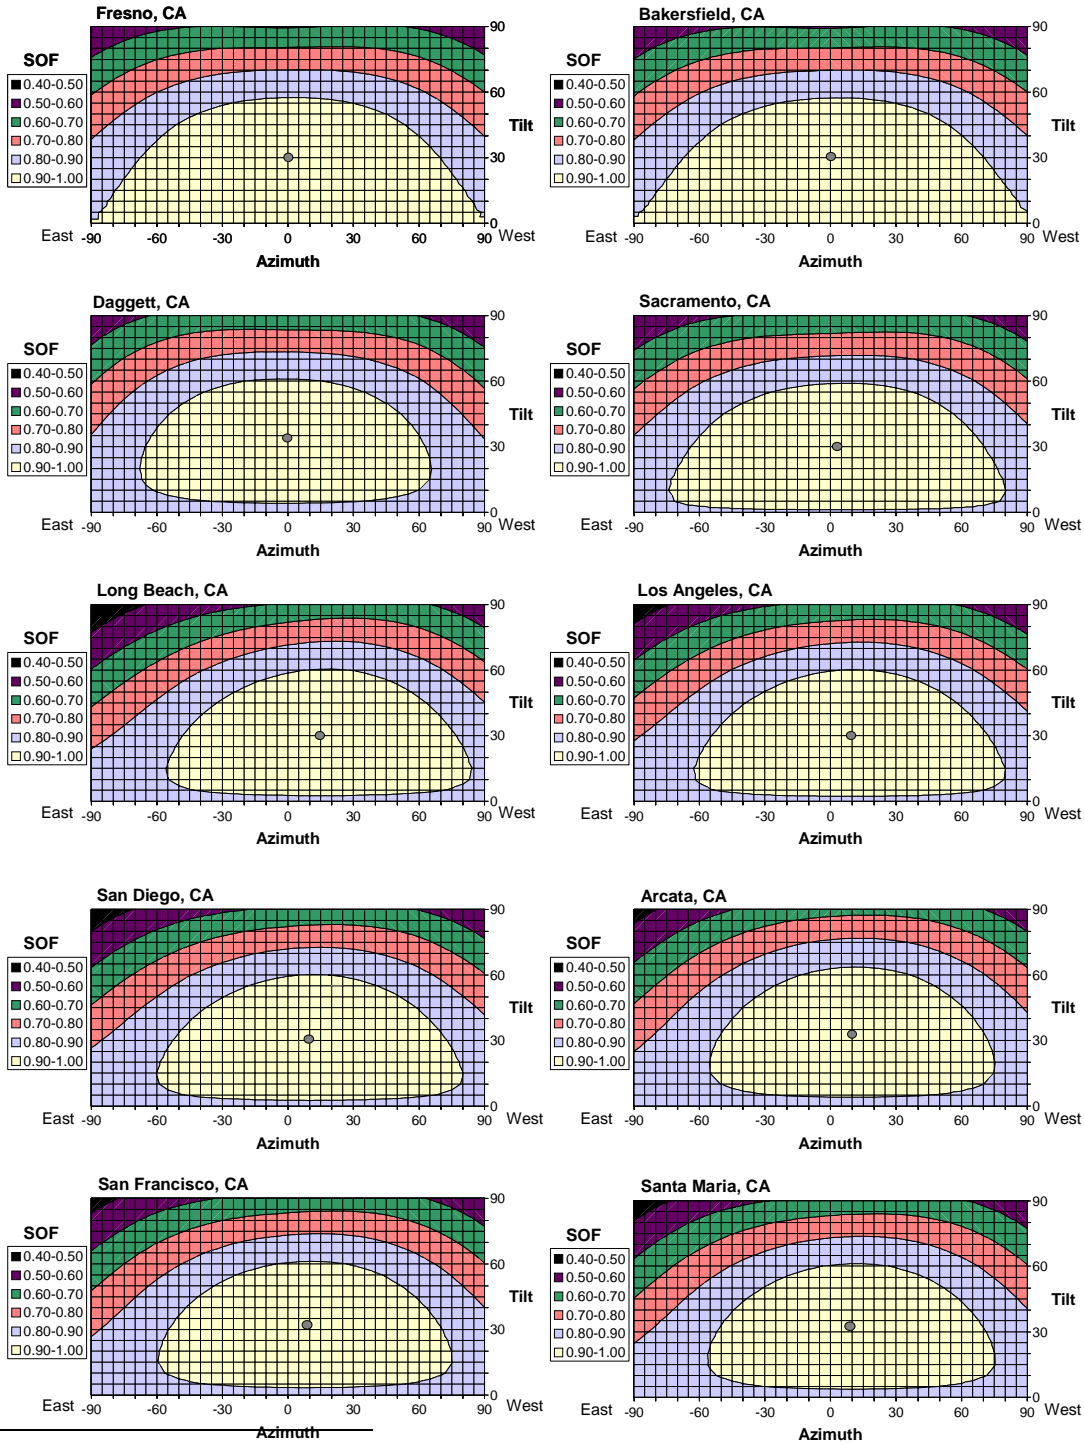 Fresno, CA
SOF
0.40-0.50
0.50-0.60
0.60-0.70
0.70-0.80
0.80-0.90
0.90-1.00
90
60
Tilt
30
0
East -90 -60 -30 0 30 60 90 West
Azimuth
Bakersfield, CA
SOF
0.40-0.50
0.50-0.60
0.60-0.70
0.70-0.80
0.80-0.90
0.90-1.00
90
60
Tilt
30
0
East -90 -60 -30 0 30 60 90 West
Azimuth
Daggett, CA
SOF
0.40-0.50
0.50-0.60
0.60-0.70
0.70-0.80
0.80-0.90
0.90-1.00
90
60
Tilt
30
0
East -90 -60 -30 0 30 60 90 West
Azimuth
Sacramento, CA
SOF
0.40-0.50
0.50-0.60
0.60-0.70
0.70-0.80
0.80-0.90
0.90-1.00
90
60
Tilt
30
0
East -90 -60 -30 0 30 60 90 West
Azimuth
Long Beach, CA
SOF
0.40-0.50
0.50-0.60
0.60-0.70
0.70-0.80
0.80-0.90
0.90-1.00
90
60
Tilt
30
0
East -90 -60 -30 0 30 60 90 West
Azimuth
Los Angeles, CA
SOF
0.40-0.50
0.50-0.60
0.60-0.70
0.70-0.80
0.80-0.90
0.90-1.00
90
60
Tilt
30
0
East -90 -60 -30 0 30 60 90 West
Azimuth
San Diego, CA
SOF
0.40-0.50
0.50-0.60
0.60-0.70
0.70-0.80
0.80-0.90
0.90-1.00
90
60
Tilt
30
0
East -90 -60 -30 0 30 60 90 West
Azimuth
Arcata, CA
SOF
0.40-0.50
0.50-0.60
0.60-0.70
0.70-0.80
0.80-0.90
0.90-1.00
90
60
Tilt
30
0
East -90 -60 -30 0 30 60 90 West
Azimuth
San Francisco, CA
SOF
0.40-0.50
0.50-0.60
0.60-0.70
0.70-0.80
0.80-0.90
0.90-1.00
90
60
Tilt
30
0
East -90 -60 -30 0 30 60 90 West
Azimuth
Santa Maria, CA
SOF
0.40-0.50
0.50-0.60
0.60-0.70
0.70-0.80
0.80-0.90
0.90-1.00
90
60
Tilt
30
0
East -90 -60 -30 0 30 60 90 West
Azimuth